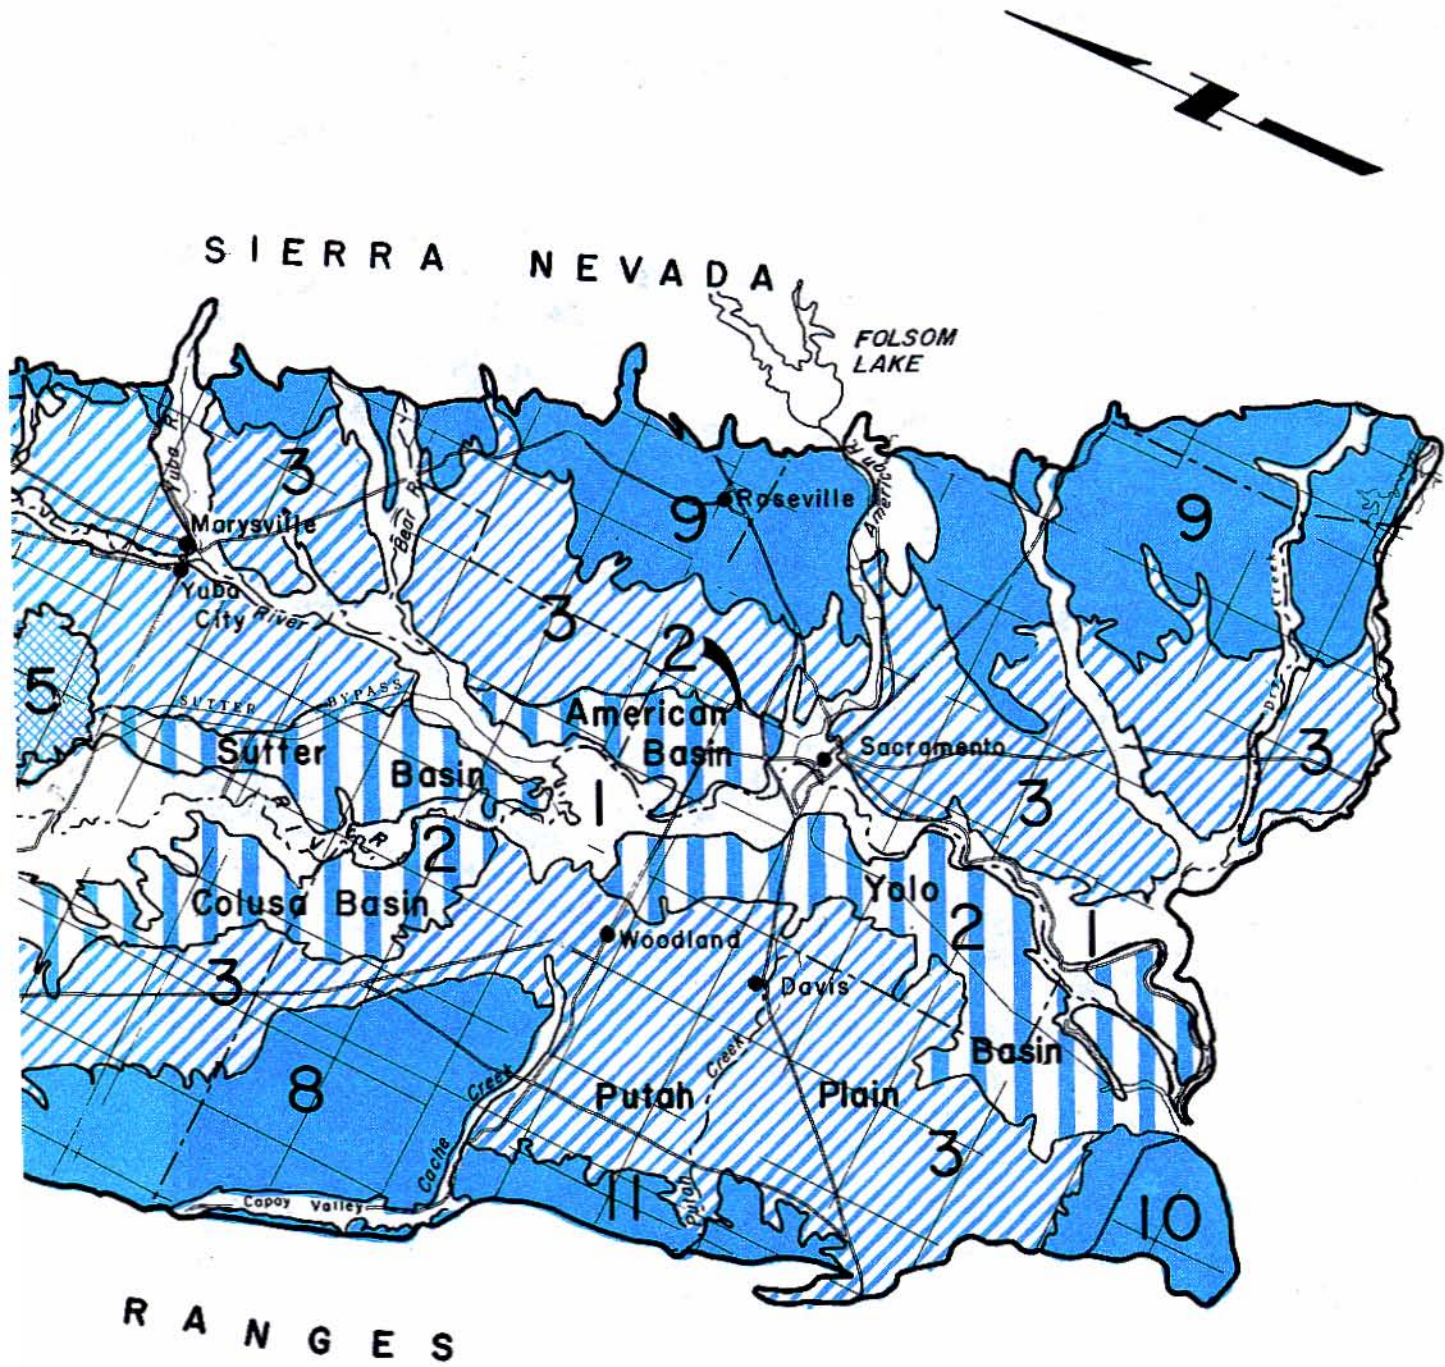 SIERRA NEVADA
FOLSOM
LAKE
Yuba R.
3
Marysville
Bear R.
9
Roseville
American R.
9
Yuba
City
River
3
2
Dry Creek
5
SUTTER BYPASS
American
Basin
Sutter
Basin
Sacramento
3
1
3
RIVER
2
Colusa Basin
Yolo
2
1
Woodland
3
Davis
Basin
8
Creek
Cache
Putah
Creek
Plain
3
Capay Valley
11
Putah
10
RANGES